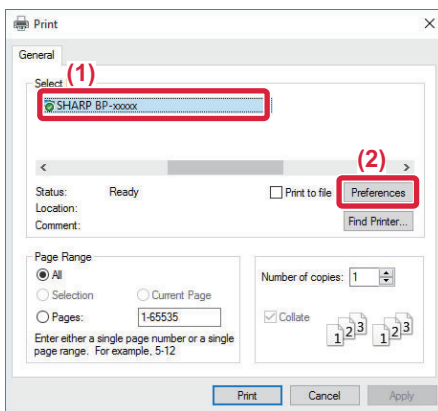 Print
General
Select
(1)
SHARP BP-xxxxx
(2)
Status: Ready
Print to file
Preferences
Location:
Comment:
Find Printer...
Page Range
All
Selection
Current Page
Pages: 1-65535
Enter either a single page number or a single
page range. For example, 5-12
Number of copies: 1
Collate
1 2 3 1 2 3
Print Cancel Apply